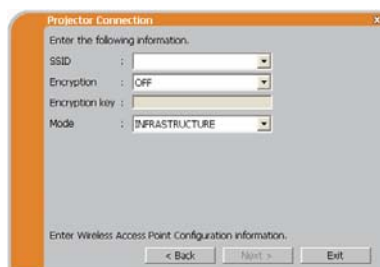 Projector Connection x
Enter the following information.
SSID :
Encryption : OFF
Encryption key :
Mode : INFRASTRUCTURE
Enter Wireless Access Point Configuration information.
< Back Next > Exit